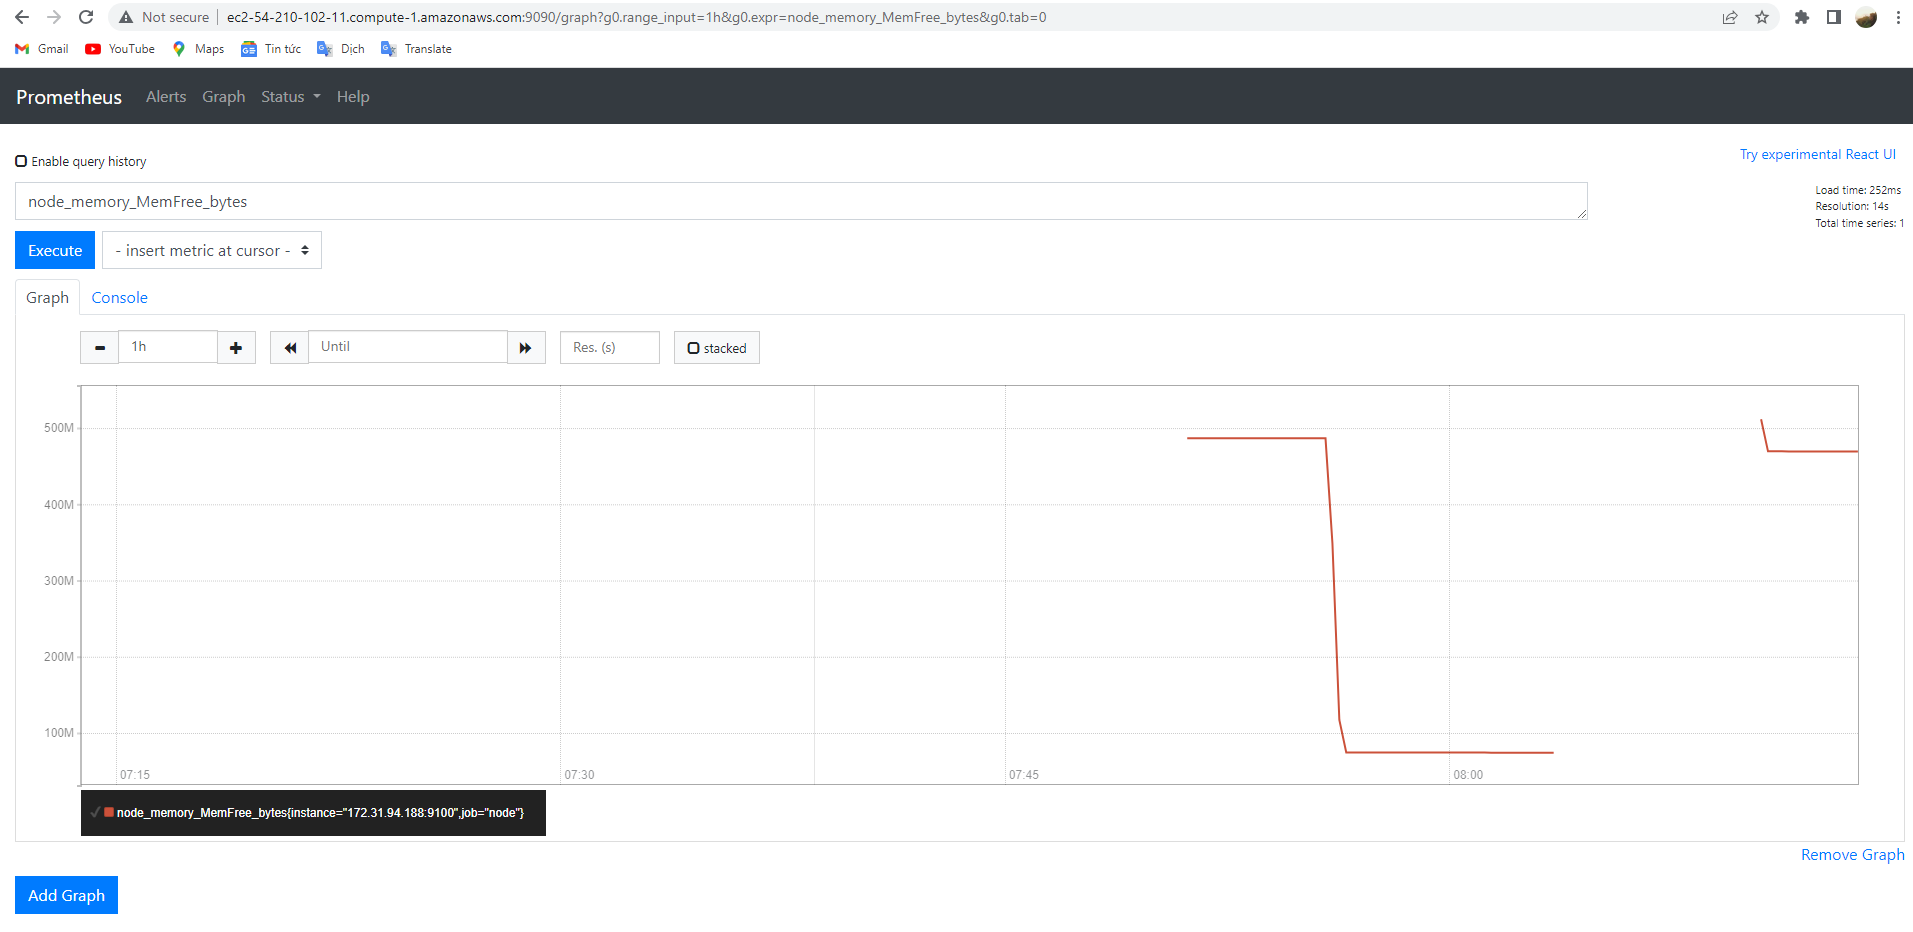 Not secure ec2-54-210-102-11.compute-1.amazonaws.com:9090/graph?g0.range_input=1h&g0.expr=node_memory_MemFree_bytes&g0.tab=0
Gmail YouTube Maps Tin tức Dịch Translate
Prometheus Alerts Graph Status Help
Enable query history
Try experimental React UI
node_memory_MemFree_bytes
Load time: 252ms
Resolution: 14s
Total time series: 1
Execute - insert metric at cursor -
Graph Console
1h Until Res. (s) stacked
500M
400M
300M
200M
100M
07:15 07:30 07:45 08:00
node_memory_MemFree_bytes{instance="172.31.94.188:9100",job="node"}
Remove Graph
Add Graph